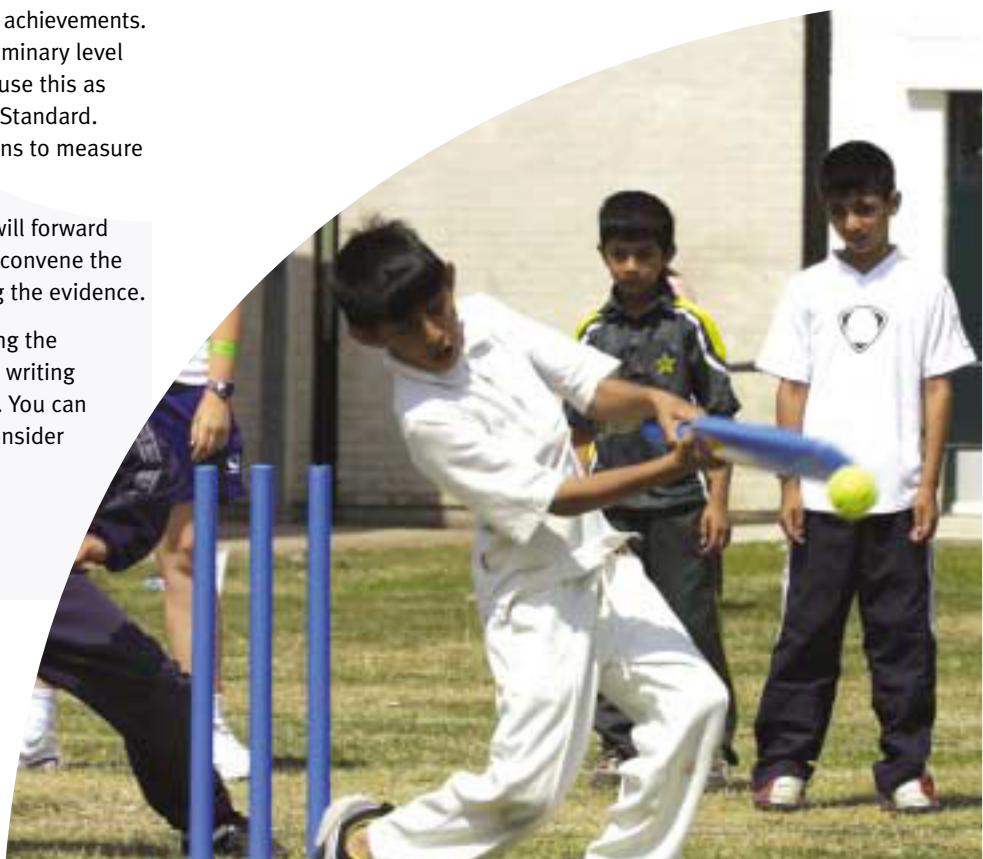 achievements.
minary level
use this as
Standard.
ns to measure
will forward
convene the
g the evidence.
ng the
writing
. You can
nsider